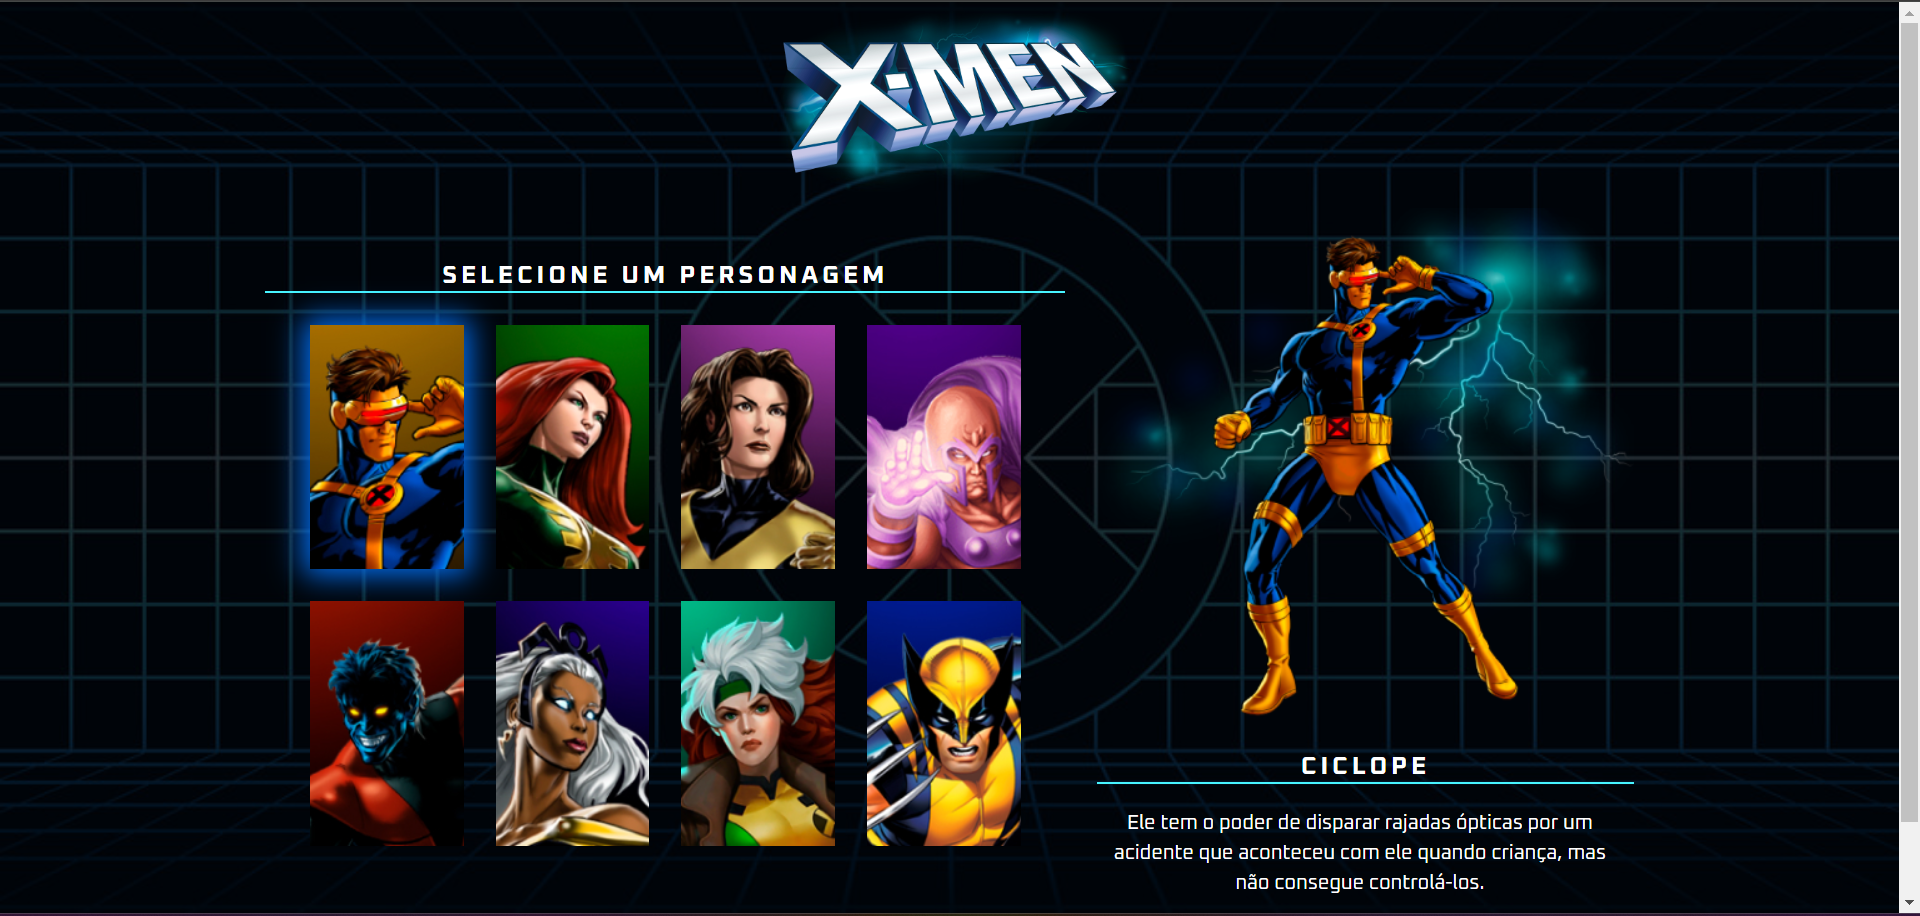 X-MEN
SELECIONE UM PERSONAGEM
CICLOPE
Ele tem o poder de disparar rajadas ópticas por um
acidente que aconteceu com ele quando criança, mas
não consegue controlá-los.